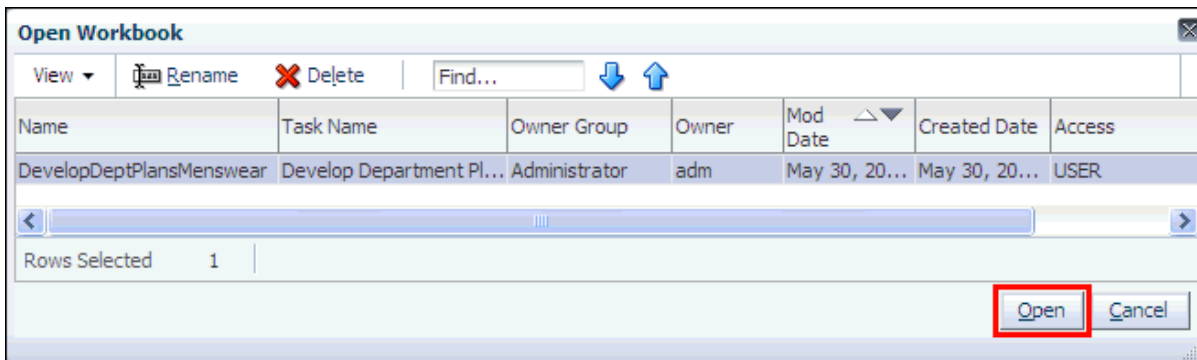 Open Workbook
View Rename Delete Find...
Name Task Name Owner Group Owner Mod Date Created Date Access
DevelopDeptPlansMenswear Develop Department Pl... Administrator adm May 30, 20... May 30, 20... USER
Rows Selected 1
Open Cancel